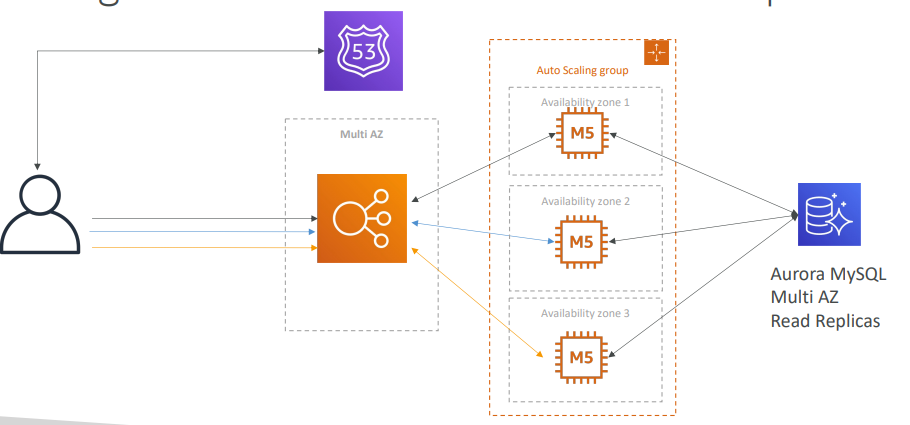 53
Auto Scaling group
Availability zone 1
Multi AZ
M5
Availability zone 2
M5
Aurora MySQL
Multi AZ
Read Replicas
Availability zone 3
M5